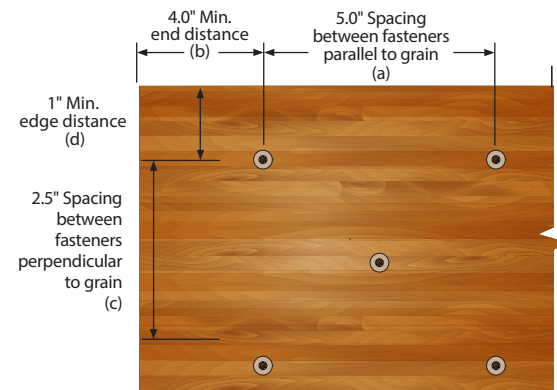 4.0" Min.
end distance
(b)
5.0" Spacing
between fasteners
parallel to grain
(a)
1" Min.
edge distance
(d)
2.5" Spacing
between
fasteners
perpendicular
to grain
(c)